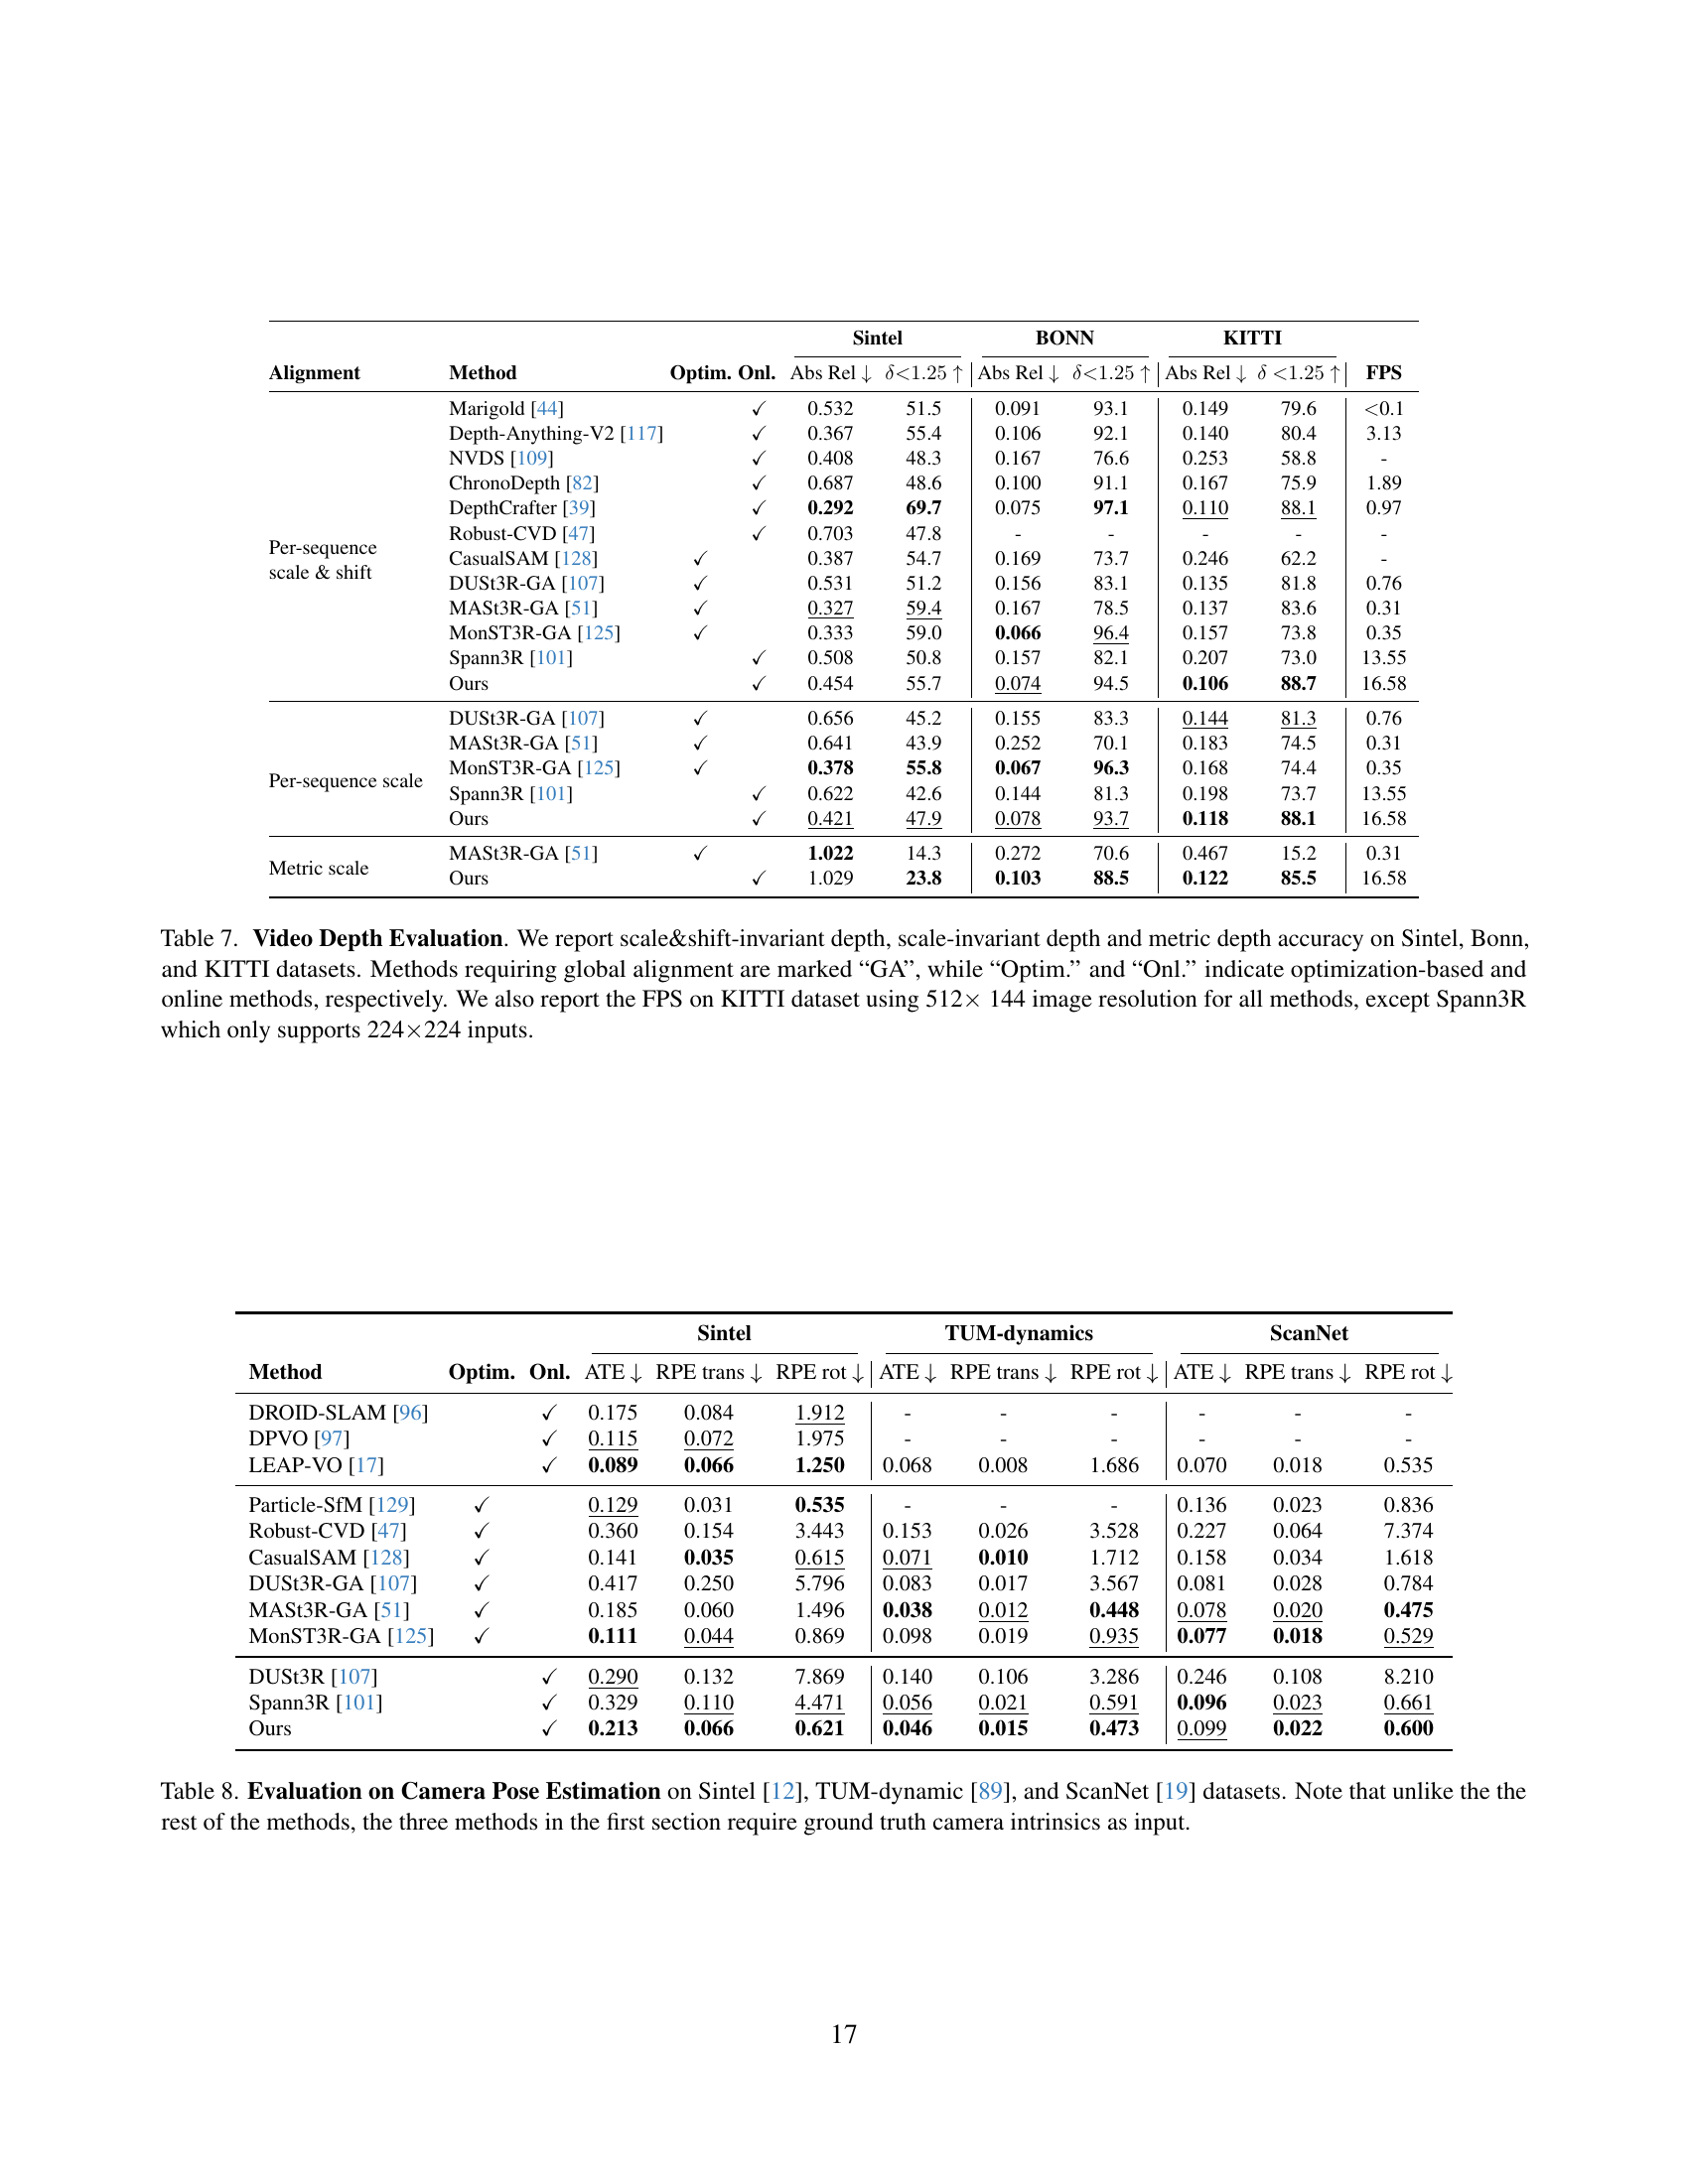 Sintel BONN KITTI
Alignment Method Optim. Onl. Abs Rel ↓ δ<1.25 ↑ Abs Rel ↓ δ<1.25 ↑ Abs Rel ↓ δ <1.25 ↑ FPS
Marigold [44] ✓ 0.532 51.5 0.091 93.1 0.149 79.6 <0.1
Depth-Anything-V2 [117] ✓ 0.367 55.4 0.106 92.1 0.140 80.4 3.13
NVDS [109] ✓ 0.408 48.3 0.167 76.6 0.253 58.8 -
ChronoDepth [82] ✓ 0.687 48.6 0.100 91.1 0.167 75.9 1.89
DepthCrafter [39] ✓ 0.292 69.7 0.075 97.1 0.110 88.1 0.97
Robust-CVD [47] ✓ 0.703 47.8 - - - - -
Per-sequence
scale & shift
CasualSAM [128] ✓ 0.387 54.7 0.169 73.7 0.246 62.2 -
DUSt3R-GA [107] ✓ 0.531 51.2 0.156 83.1 0.135 81.8 0.76
MASt3R-GA [51] ✓ 0.327 59.4 0.167 78.5 0.137 83.6 0.31
MonST3R-GA [125] ✓ 0.333 59.0 0.066 96.4 0.157 73.8 0.35
Spann3R [101] ✓ 0.508 50.8 0.157 82.1 0.207 73.0 13.55
Ours ✓ 0.454 55.7 0.074 94.5 0.106 88.7 16.58
DUSt3R-GA [107] ✓ 0.656 45.2 0.155 83.3 0.144 81.3 0.76
MASt3R-GA [51] ✓ 0.641 43.9 0.252 70.1 0.183 74.5 0.31
MonST3R-GA [125] ✓ 0.378 55.8 0.067 96.3 0.168 74.4 0.35
Per-sequence scale
Spann3R [101] ✓ 0.622 42.6 0.144 81.3 0.198 73.7 13.55
Ours ✓ 0.421 47.9 0.078 93.7 0.118 88.1 16.58
MASt3R-GA [51] ✓ 1.022 14.3 0.272 70.6 0.467 15.2 0.31
Metric scale
Ours ✓ 1.029 23.8 0.103 88.5 0.122 85.5 16.58
Table 7. Video Depth Evaluation. We report scale&shift-invariant depth, scale-invariant depth and metric depth accuracy on Sintel, Bonn,
and KITTI datasets. Methods requiring global alignment are marked “GA”, while “Optim.” and “Onl.” indicate optimization-based and
online methods, respectively. We also report the FPS on KITTI dataset using 512× 144 image resolution for all methods, except Spann3R
which only supports 224×224 inputs.
Sintel TUM-dynamics ScanNet
Method Optim. Onl. ATE ↓ RPE trans ↓ RPE rot ↓ ATE ↓ RPE trans ↓ RPE rot ↓ ATE ↓ RPE trans ↓ RPE rot ↓
DROID-SLAM [96] ✓ 0.175 0.084 1.912 - - - - - -
DPVO [97] ✓ 0.115 0.072 1.975 - - - - - -
LEAP-VO [17] ✓ 0.089 0.066 1.250 0.068 0.008 1.686 0.070 0.018 0.535
Particle-SfM [129] ✓ 0.129 0.031 0.535 - - - 0.136 0.023 0.836
Robust-CVD [47] ✓ 0.360 0.154 3.443 0.153 0.026 3.528 0.227 0.064 7.374
CasualSAM [128] ✓ 0.141 0.035 0.615 0.071 0.010 1.712 0.158 0.034 1.618
DUSt3R-GA [107] ✓ 0.417 0.250 5.796 0.083 0.017 3.567 0.081 0.028 0.784
MASt3R-GA [51] ✓ 0.185 0.060 1.496 0.038 0.012 0.448 0.078 0.020 0.475
MonST3R-GA [125] ✓ 0.111 0.044 0.869 0.098 0.019 0.935 0.077 0.018 0.529
DUSt3R [107] ✓ 0.290 0.132 7.869 0.140 0.106 3.286 0.246 0.108 8.210
Spann3R [101] ✓ 0.329 0.110 4.471 0.056 0.021 0.591 0.096 0.023 0.661
Ours ✓ 0.213 0.066 0.621 0.046 0.015 0.473 0.099 0.022 0.600
Table 8. Evaluation on Camera Pose Estimation on Sintel [12], TUM-dynamic [89], and ScanNet [19] datasets. Note that unlike the the
rest of the methods, the three methods in the first section require ground truth camera intrinsics as input.
17